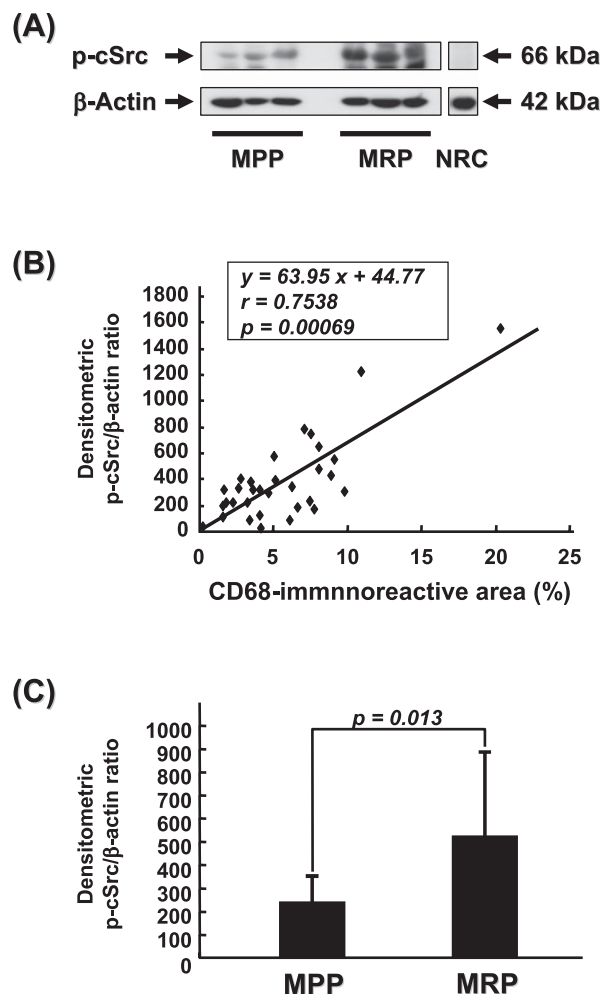 (A)
p-cSrc
66 kDa
β-Actin
42 kDa
MPP
MRP
NRC
(B)
y = 63.95 x + 44.77
r = 0.7538
p = 0.00069
Densitometric
p-cSrc/β-actin ratio
1800
1600
1400
1200
1000
800
600
400
200
0
0
5
10
15
20
25
CD68-immnnoreactive area (%)
(C)
p = 0.013
Densitometric
p-cSrc/β-actin ratio
1000
900
800
700
600
500
400
300
200
100
0
MPP
MRP